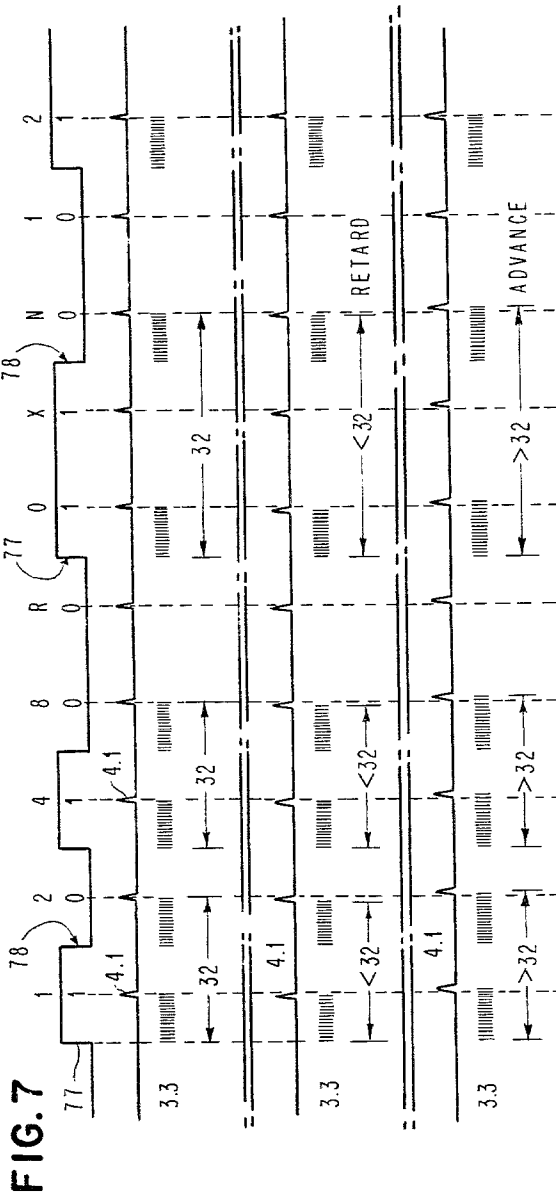 FIG. 7
77 78 77 78
1 2 4 8 R 0 X N 1 2
1 0 1 0 0 1 1 0 0 1
4.1 4.1
3.3
32 32 32
4.1
3.3
<32 <32 <32 RETARD
4.1
3.3
>32 >32 >32 ADVANCE